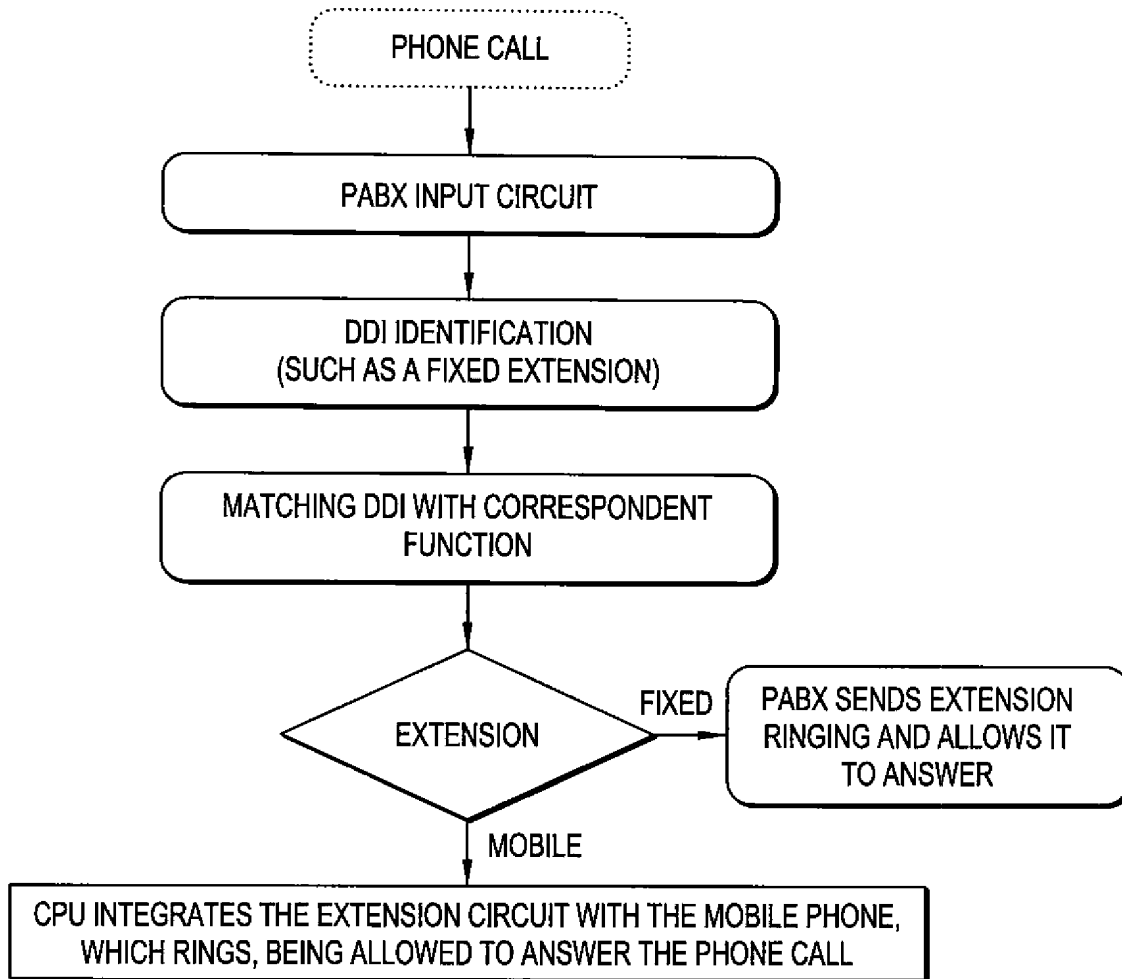 PHONE CALL
PABX INPUT CIRCUIT
DDI IDENTIFICATION
(SUCH AS A FIXED EXTENSION)
MATCHING DDI WITH CORRESPONDENT
FUNCTION
EXTENSION
FIXED
PABX SENDS EXTENSION
RINGING AND ALLOWS IT
TO ANSWER
MOBILE
CPU INTEGRATES THE EXTENSION CIRCUIT WITH THE MOBILE PHONE,
WHICH RINGS, BEING ALLOWED TO ANSWER THE PHONE CALL